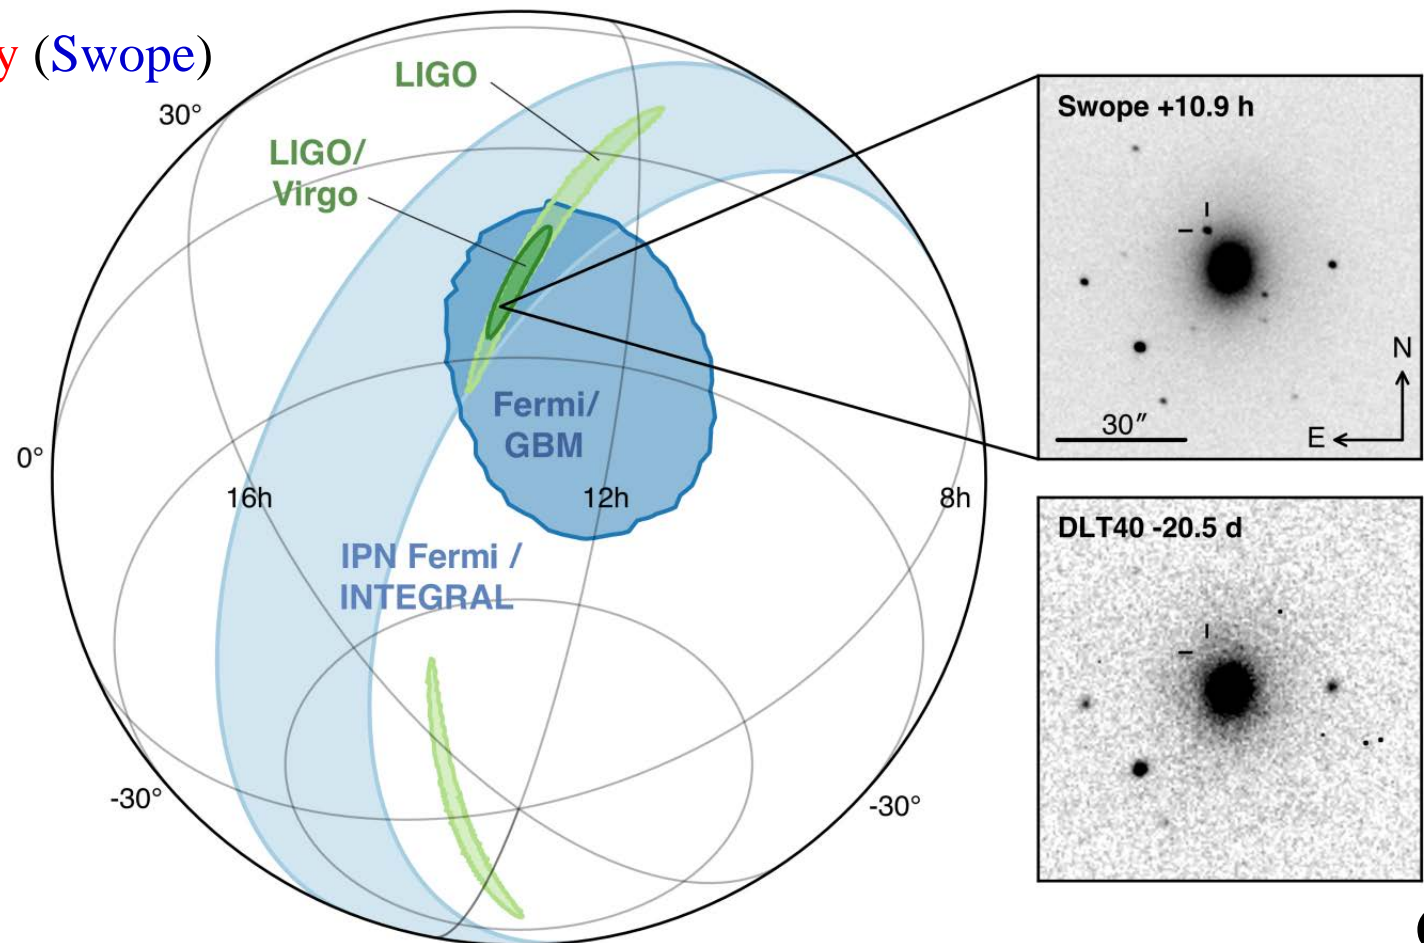 y (Swope)
LIGO
30°
LIGO/
Virgo
Fermi/
GBM
0°
16h
12h
8h
IPN Fermi /
INTEGRAL
-30°
-30°
Swope +10.9 h
N
30″
E
DLT40 -20.5 d